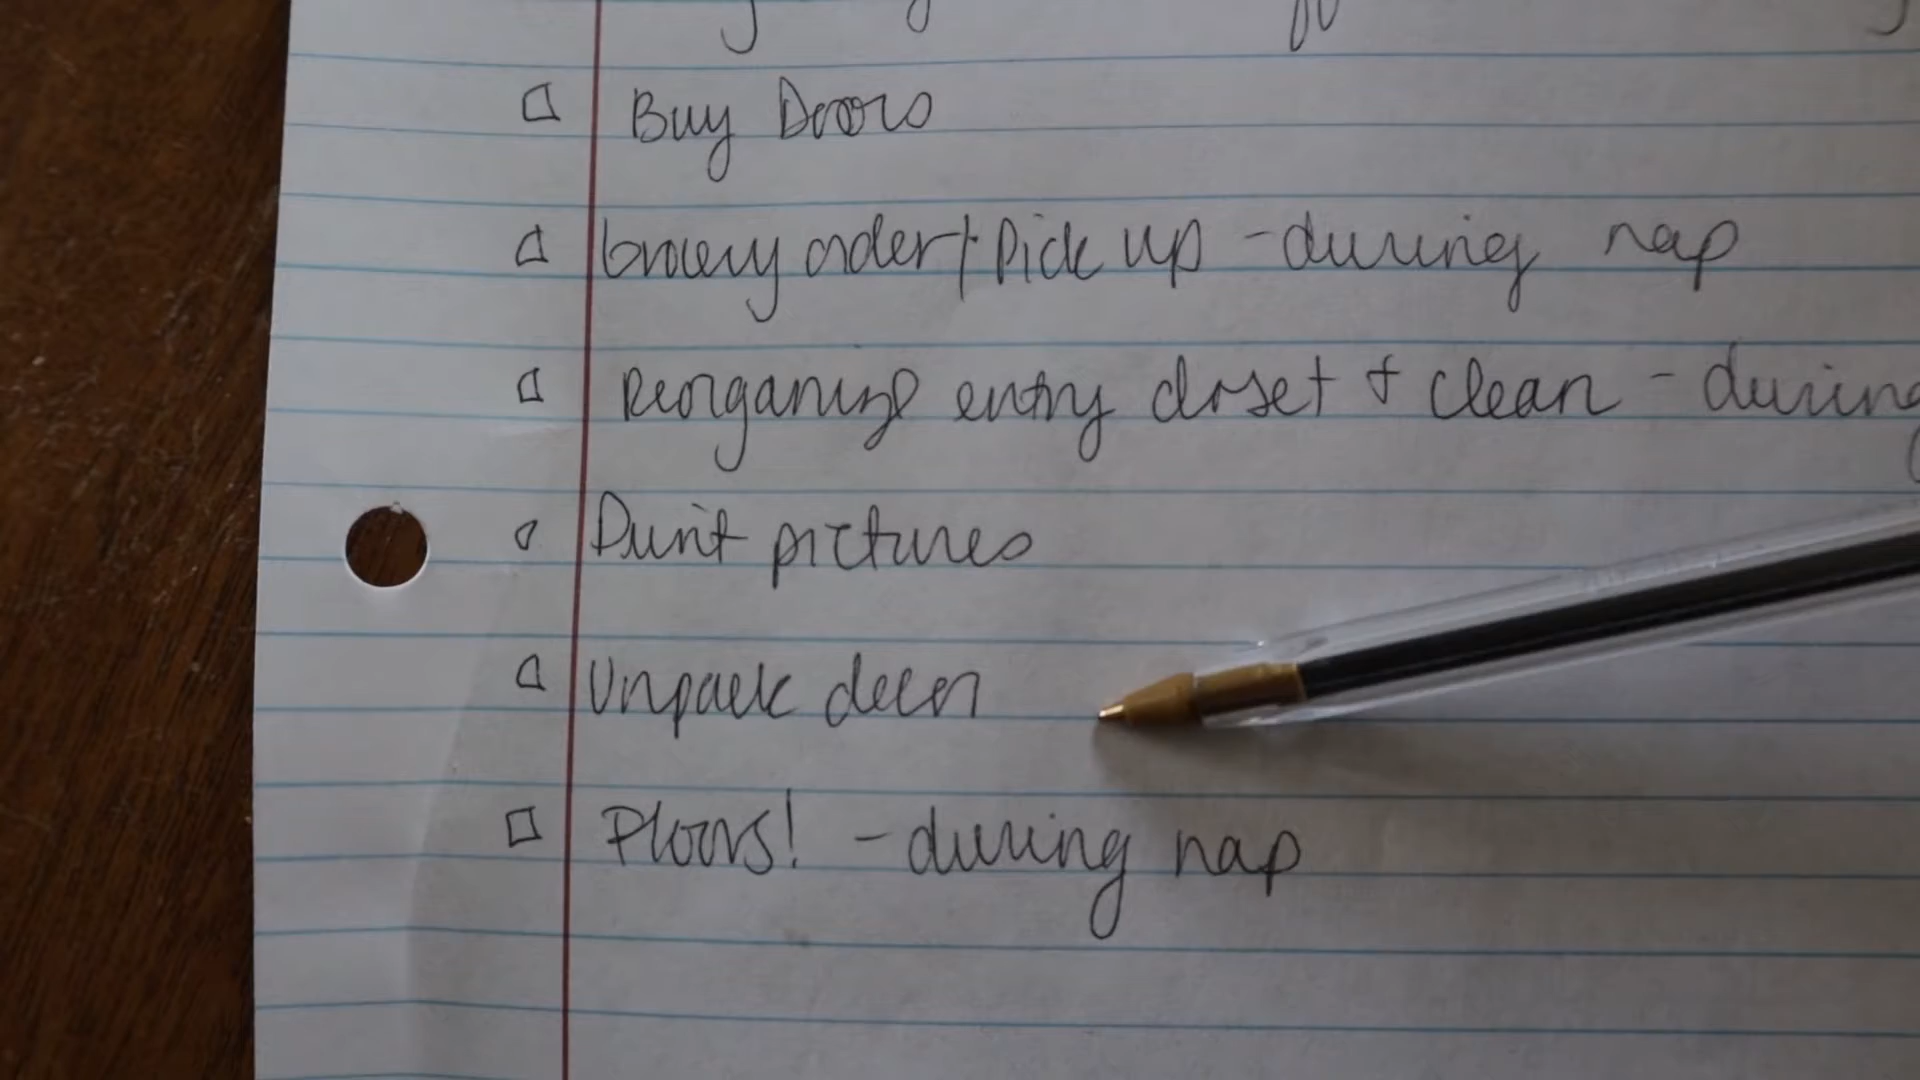 Buy Doors
Grocery order + Pick up - during nap
Reorganize entry closet & clean - during
Print pictures
Unpack decor
Floors! - during nap